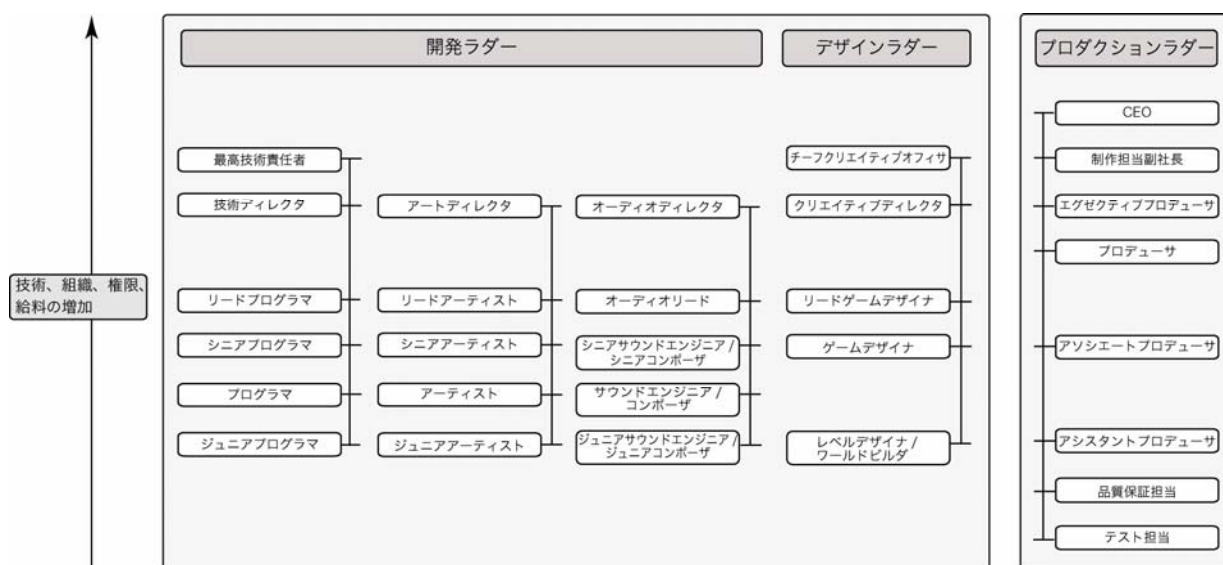 開発ラダー
デザインラダー
プロダクションラダー
CEO
最高技術責任者
チーフクリエイティブオフィサ
制作担当副社長
技術ディレクタ
アートディレクタ
オーディオディレクタ
クリエイティブディレクタ
エグゼクティブプロデューサ
プロデューサ
技術、組織、権限、
給料の増加
リードプログラマ
リードアーティスト
オーディオリード
リードゲームデザイナ
シニアプログラマ
シニアアーティスト
シニアサウンドエンジニア /
シニアコンポーザ
ゲームデザイナ
アソシエートプロデューサ
プログラマ
アーティスト
サウンドエンジニア /
コンポーザ
ジュニアプログラマ
ジュニアアーティスト
ジュニアサウンドエンジニア /
ジュニアコンポーザ
レベルデザイナ /
ワールドビルダ
アシスタントプロデューサ
品質保証担当
テスト担当